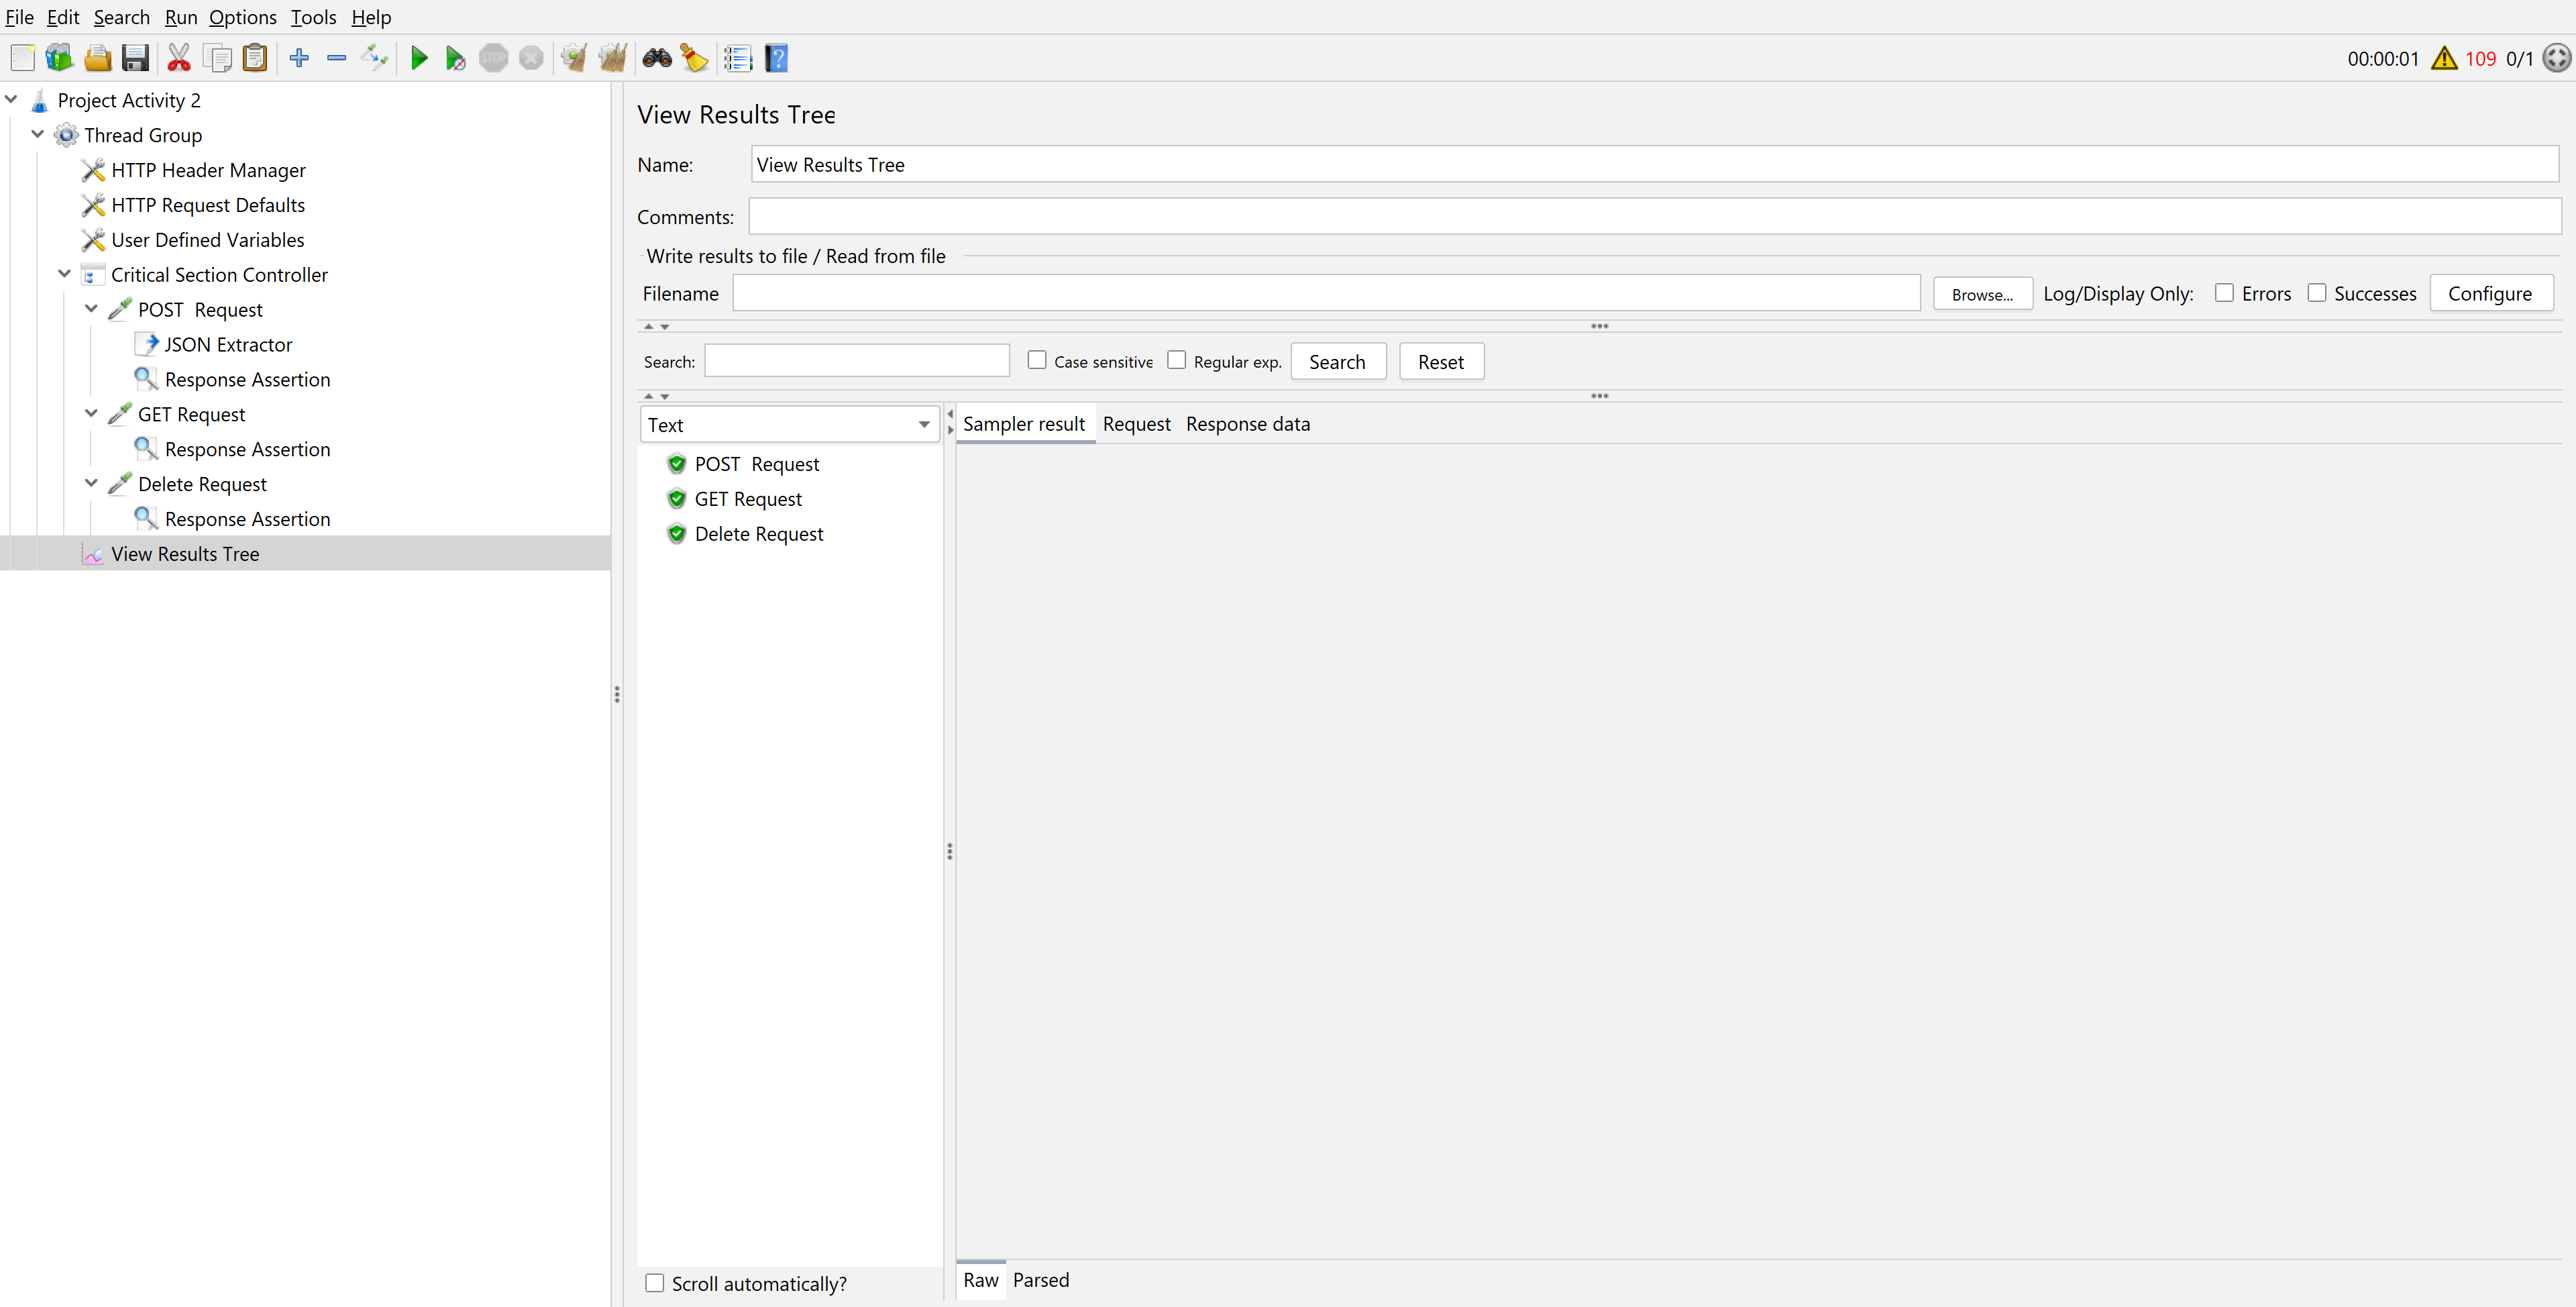 File Edit Search Run Options Tools Help
STOP
00:00:01 109 0/1
Project Activity 2
Thread Group
HTTP Header Manager
HTTP Request Defaults
User Defined Variables
Critical Section Controller
POST  Request
JSON Extractor
Response Assertion
GET Request
Response Assertion
Delete Request
Response Assertion
View Results Tree
View Results Tree
Name: View Results Tree
Comments:
Write results to file / Read from file
Filename Browse... Log/Display Only: Errors Successes Configure
Search: Case sensitive Regular exp. Search Reset
Text
POST  Request
GET Request
Delete Request
Scroll automatically?
Sampler result Request Response data
Raw Parsed